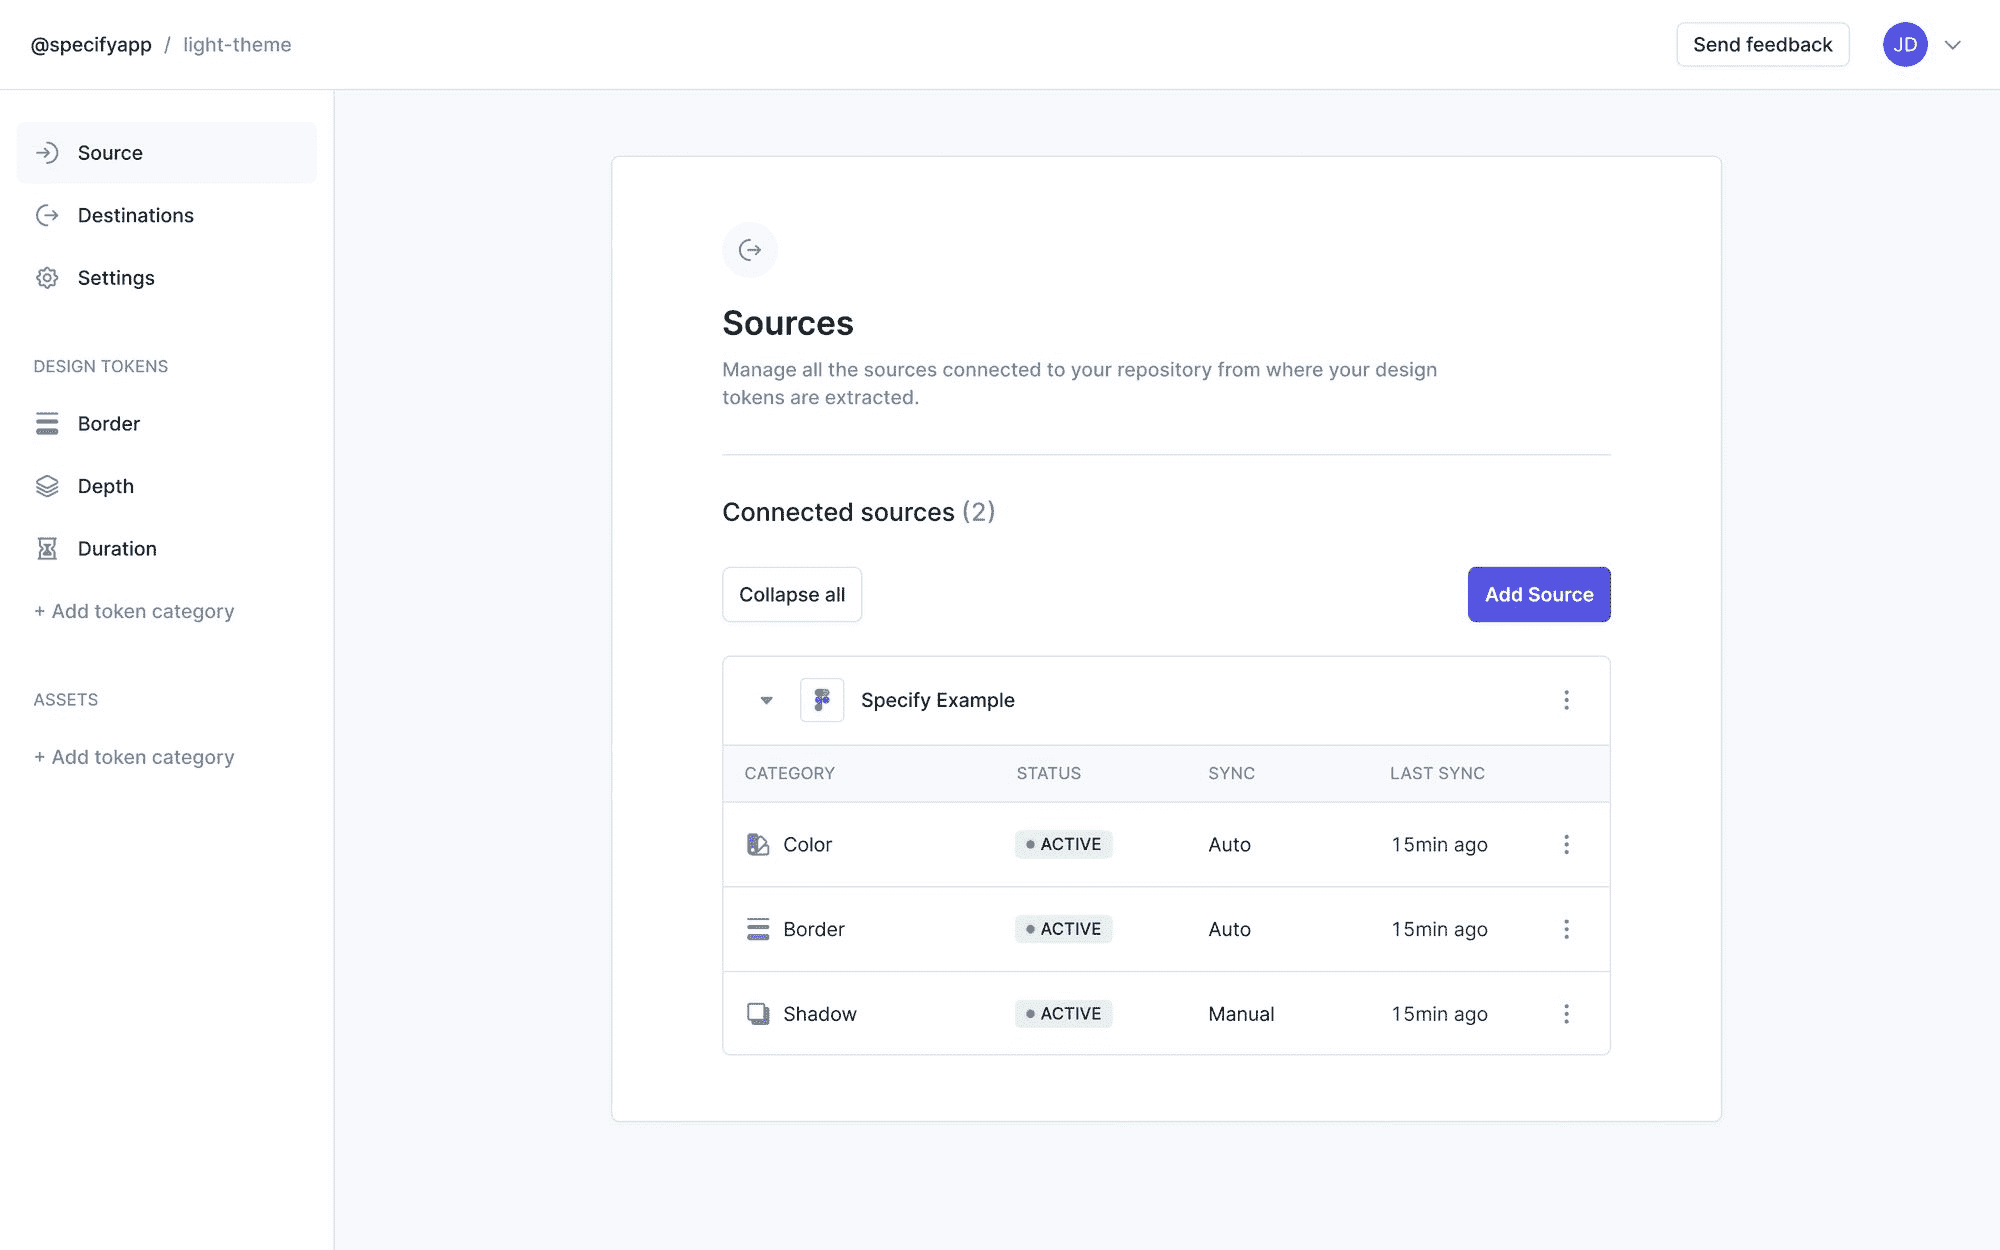 @specifyapp / light-theme
Send feedback
JD
Source
Destinations
Settings
DESIGN TOKENS
Border
Depth
Duration
+ Add token category
ASSETS
+ Add token category
Sources
Manage all the sources connected to your repository from where your design
tokens are extracted.
Connected sources (2)
Collapse all
Add Source
Specify Example
CATEGORY STATUS SYNC LAST SYNC
Color ACTIVE Auto 15min ago
Border ACTIVE Auto 15min ago
Shadow ACTIVE Manual 15min ago